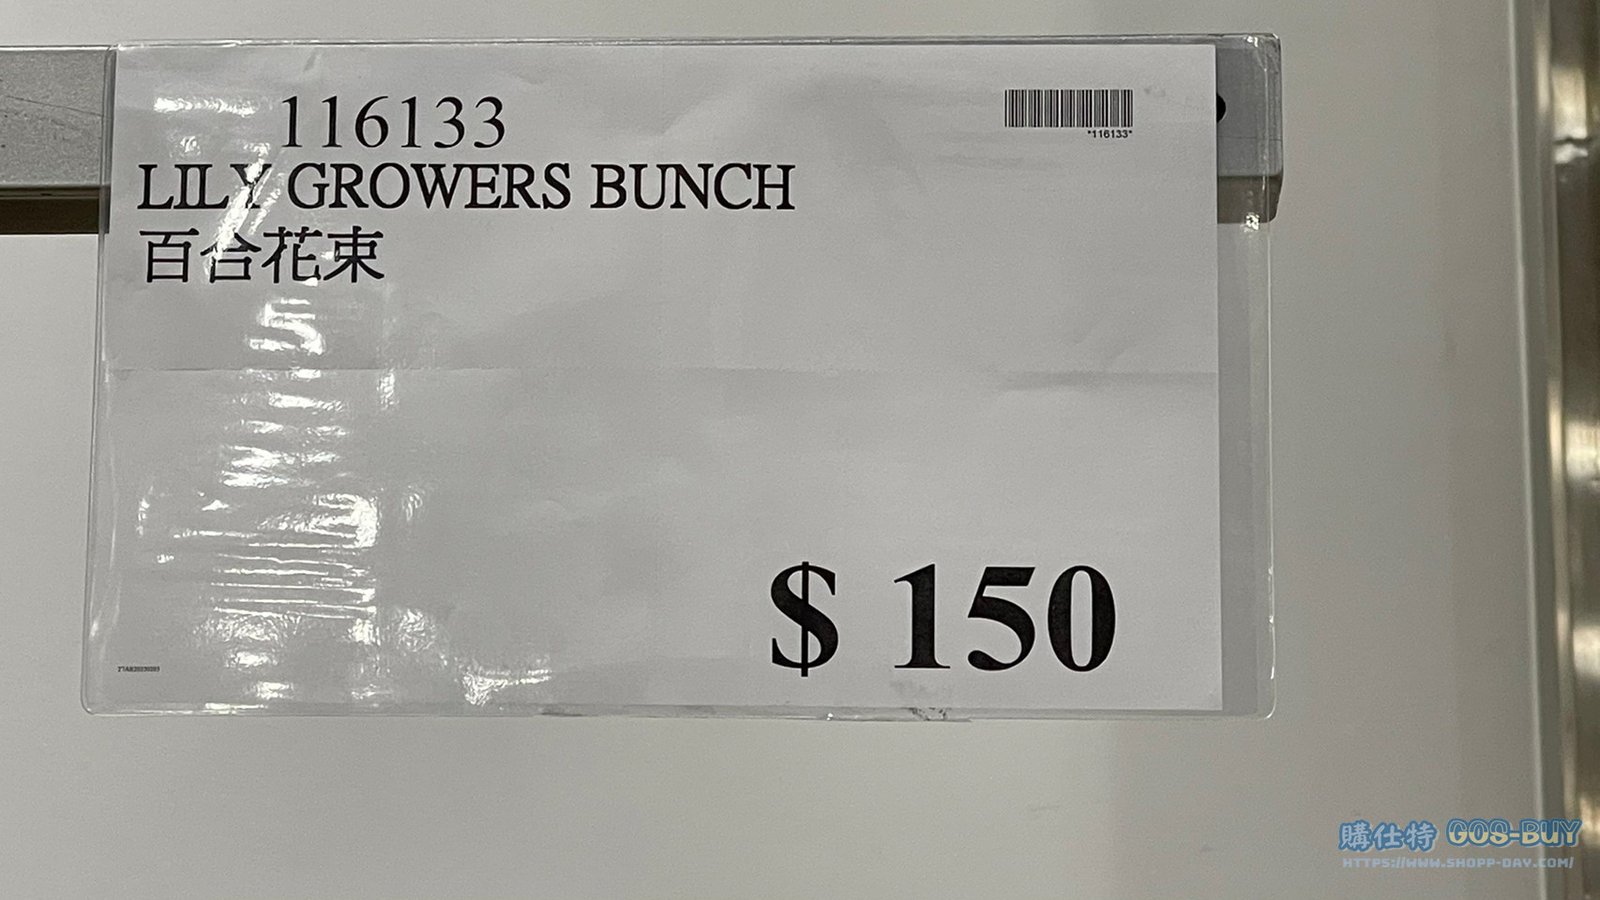 116133
*116133*
LILY GROWERS BUNCH
百合花束
$ 150
購仕特 GOS-BUY
HTTPS://WWW.SHOPP-DAY.COM/